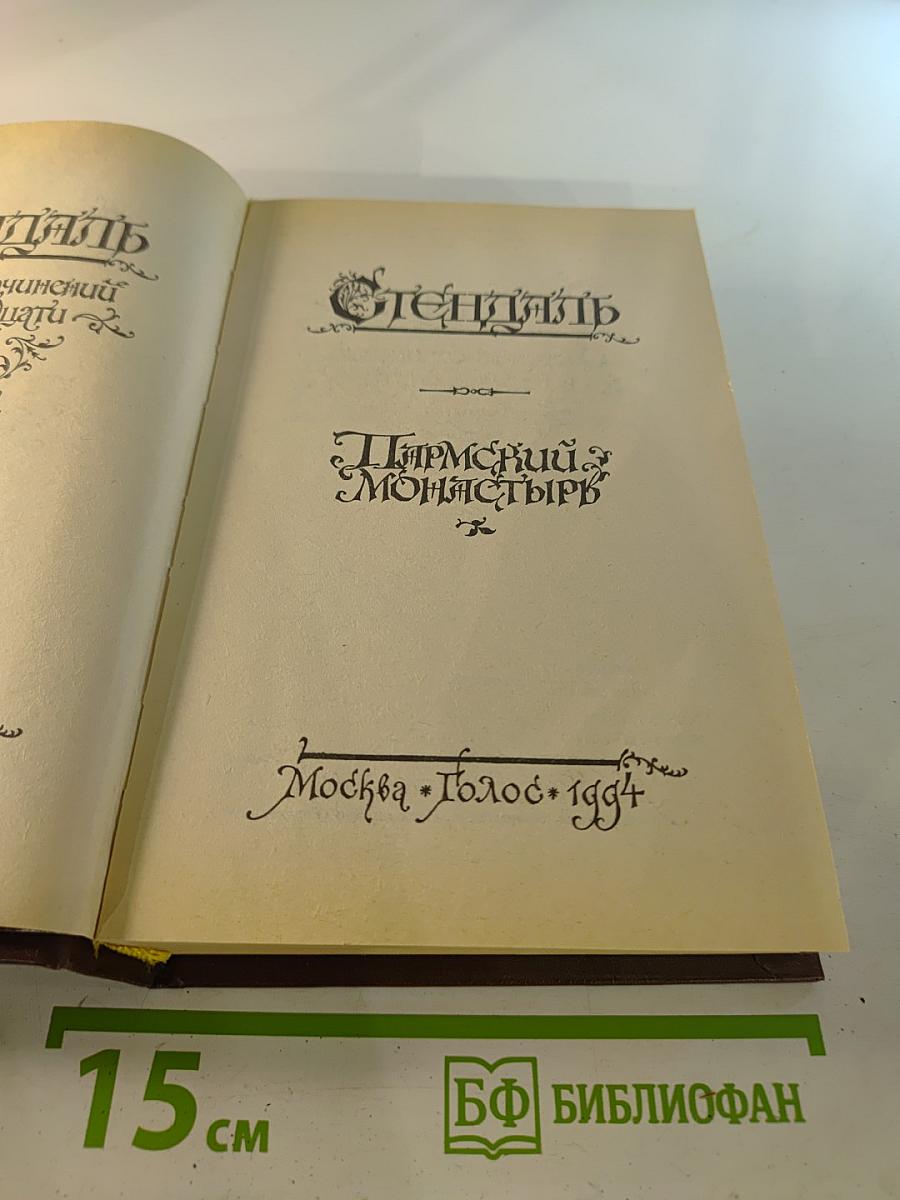 Стендаль
Пармский
монастырь
Москва * Голос * 1994
15 см
БФ БИБЛИОФАН